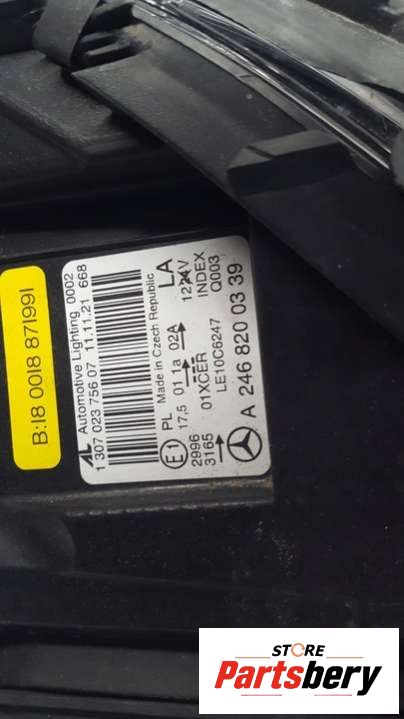 B:18 0018 871991
AL Automotive Lighting 0002
1 307 023 756 07 11.11.21 668
E1 PL Made in Czech Republic LA
17,5 01 1a 02A 12V
2996 01XCER INDEX
3165 LE10C6247 Q003
A 246 820 03 39
STORE
Partsbery